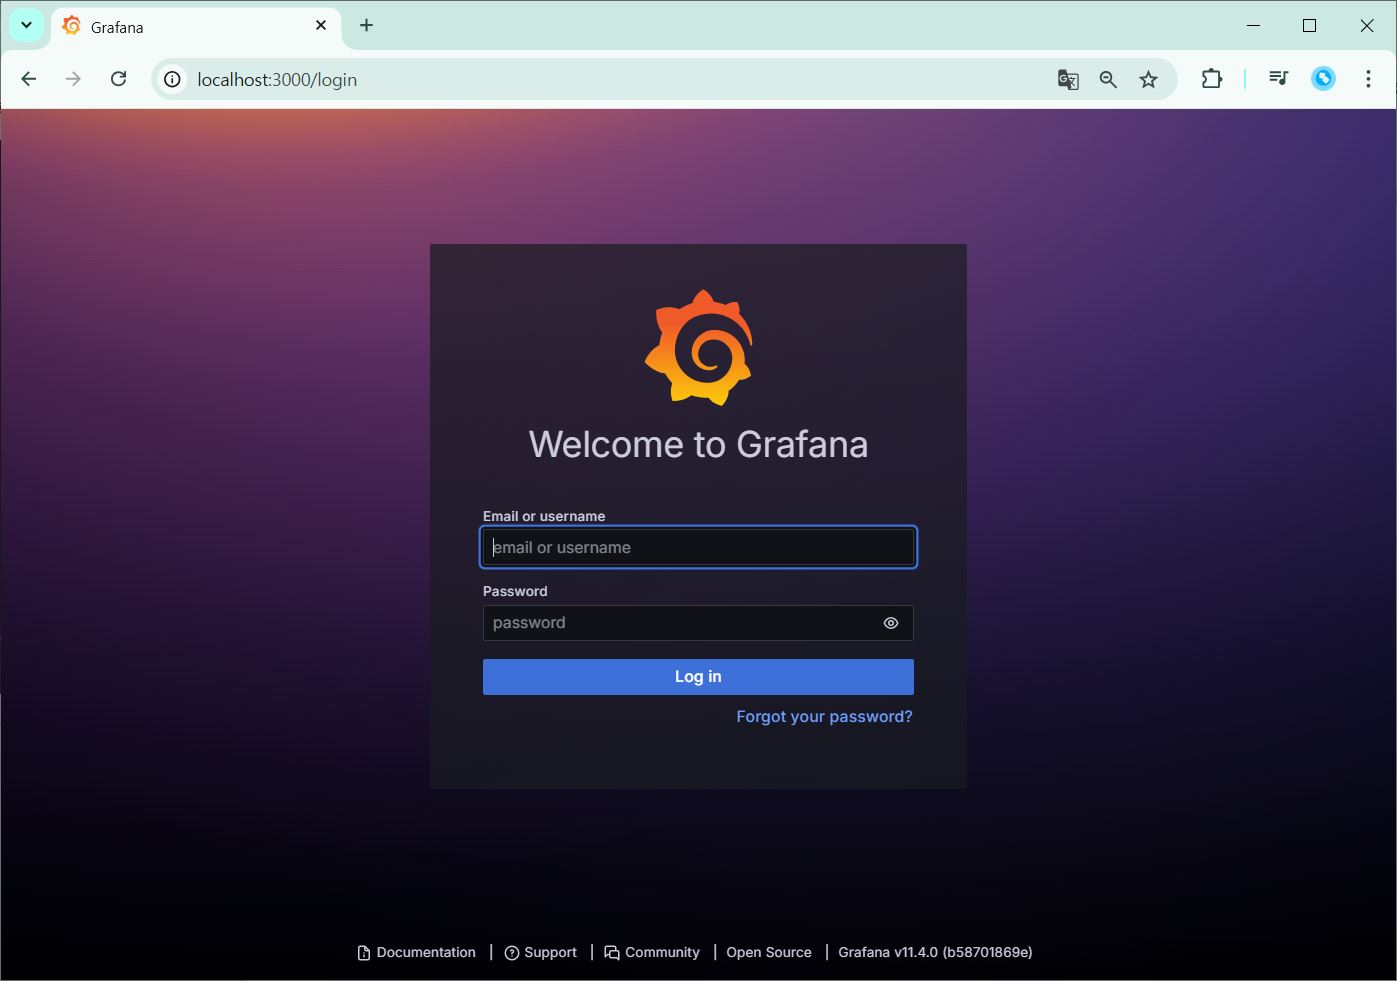 Grafana
localhost:3000/login
Welcome to Grafana
Email or username
email or username
Password
password
Log in
Forgot your password?
Documentation | Support | Community | Open Source | Grafana v11.4.0 (b58701869e)